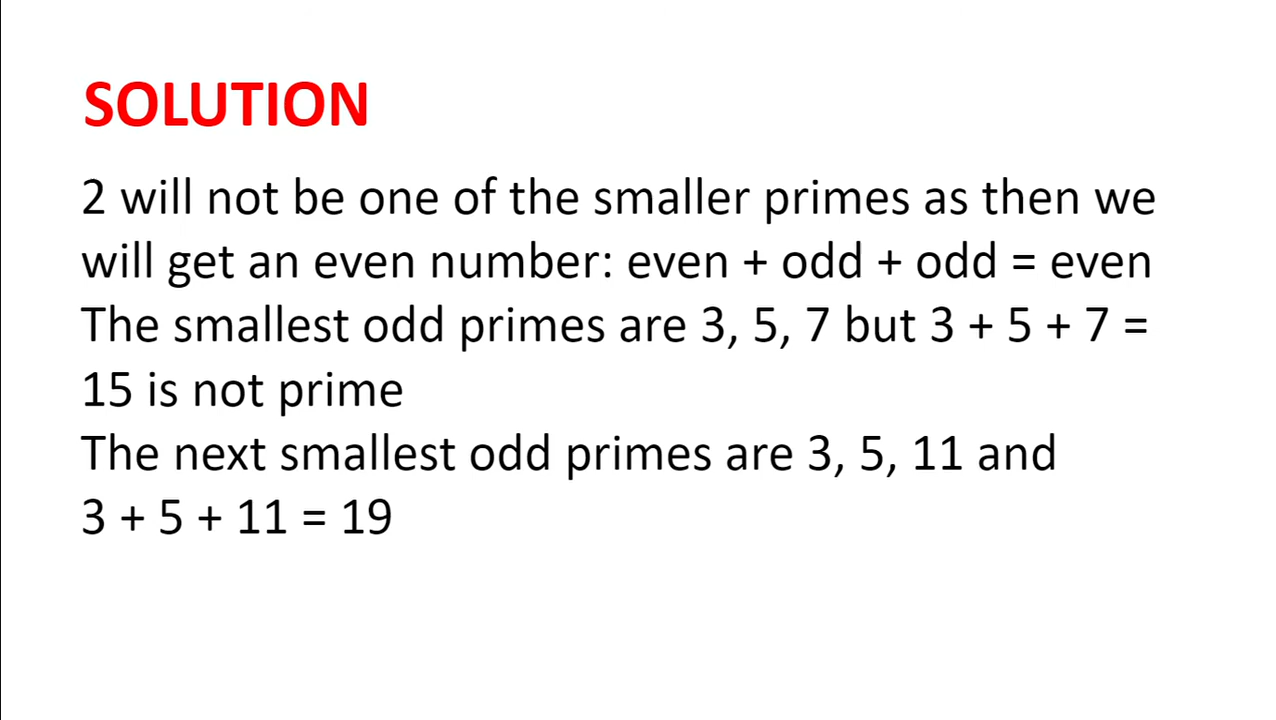 SOLUTION
2 will not be one of the smaller primes as then we
will get an even number: even + odd + odd = even
The smallest odd primes are 3, 5, 7 but 3 + 5 + 7 =
15 is not prime
The next smallest odd primes are 3, 5, 11 and
3 + 5 + 11 = 19